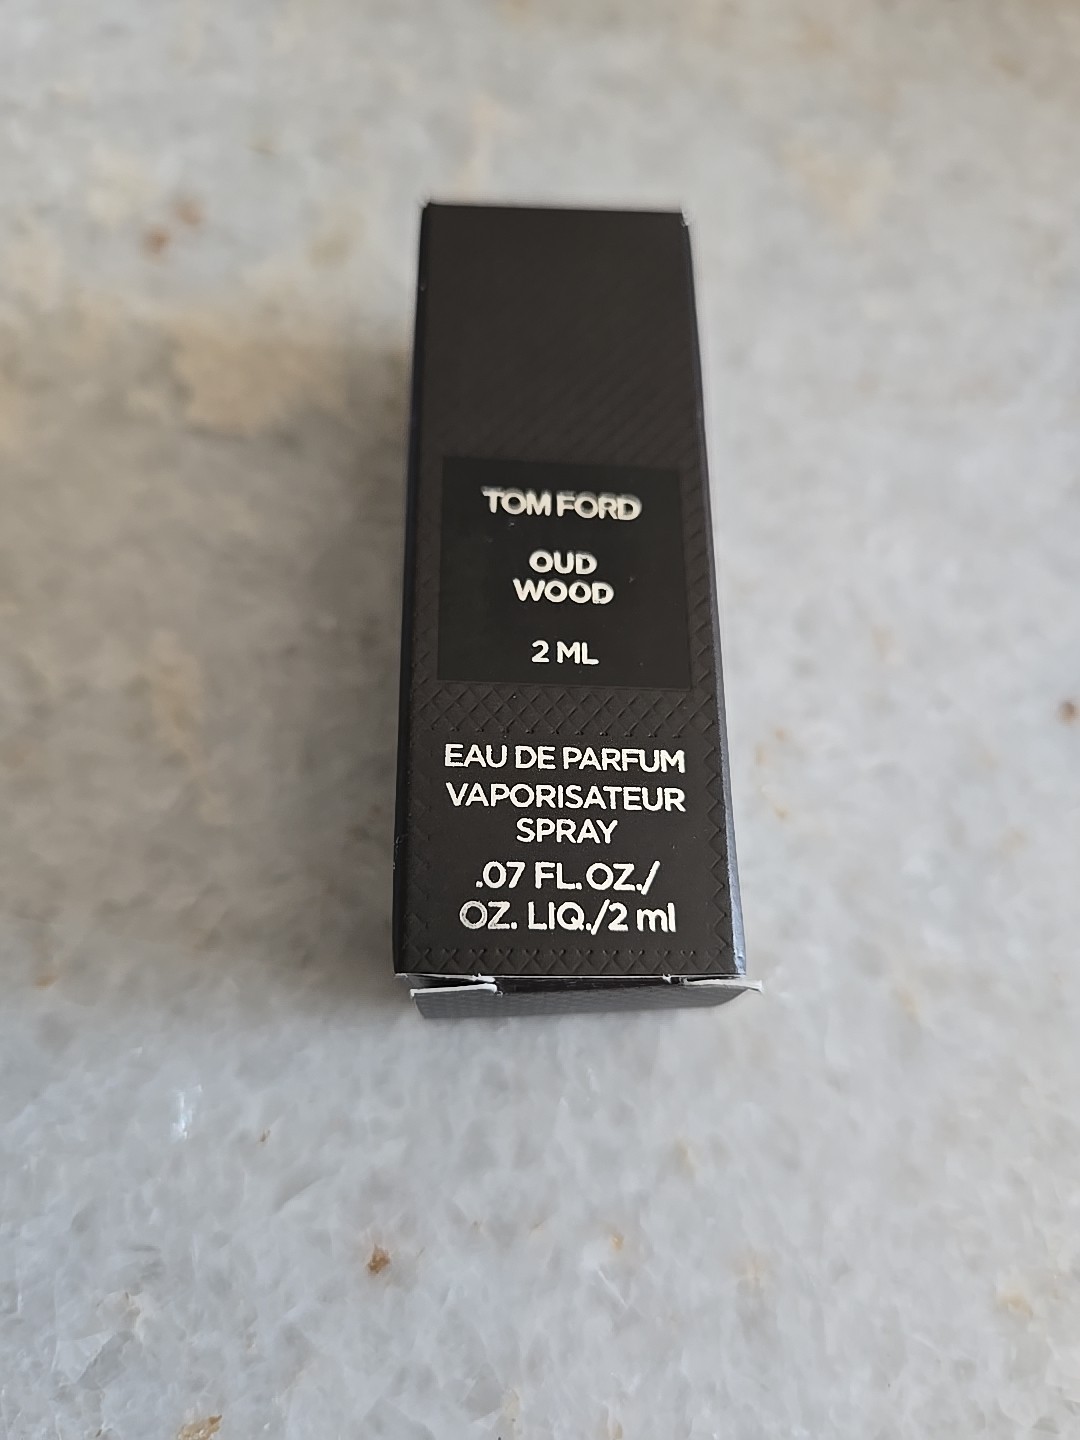 TOM FORD
OUD
WOOD
2 ML
EAU DE PARFUM
VAPORISATEUR
SPRAY
.07 FL. OZ./
OZ. LIQ./2 ml